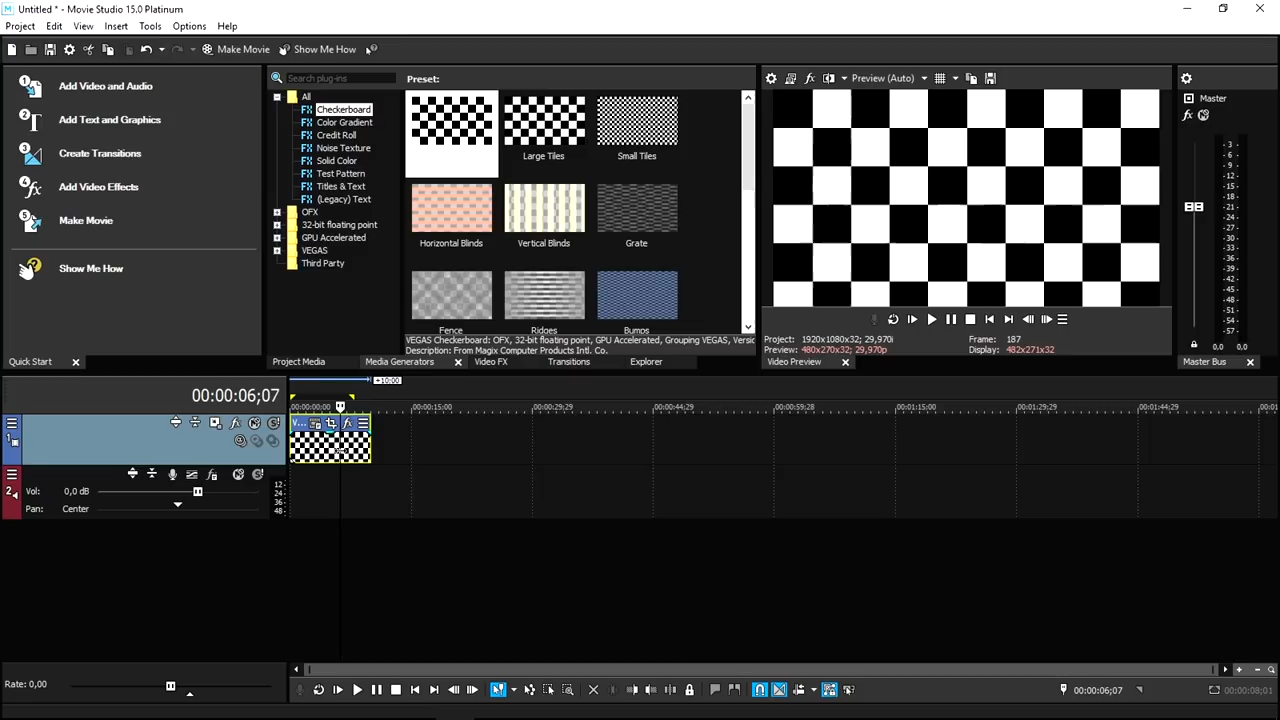 Untitled * - Movie Studio 15.0 Platinum
Project Edit View Insert Tools Options Help
Make Movie Show Me How
1 Add Video and Audio
2 Add Text and Graphics
3 Create Transitions
4 Add Video Effects
5 Make Movie
Show Me How
Quick Start
Search plug-ins
All
Checkerboard
Color Gradient
Credit Roll
Noise Texture
Solid Color
Test Pattern
Titles & Text
(Legacy) Text
OFX
32-bit floating point
GPU Accelerated
VEGAS
Third Party
Preset:
Large Tiles Small Tiles
Horizontal Blinds Vertical Blinds Grate
Fence Ridges Bumps
VEGAS Checkerboard: OFX, 32-bit floating point, GPU Accelerated, Grouping VEGAS, Versic
Description: From Magix Computer Products Intl. Co.
Project Media Media Generators Video FX Transitions Explorer
Preview (Auto)
Project: 1920x1080x32; 29,970i Frame: 187
Preview: 480x270x32; 29,970p Display: 482x271x32
Video Preview
Master
3
6
9
12
15
18
21
24
27
30
33
36
39
42
45
48
51
54
57
0.0 0.0
Master Bus
00:00:06;07
+10:00
00:00:00 00:00:15;00 00:00:29;29 00:00:44;29 00:00:59;28 00:01:15;00 00:01:29;29 00:01:44;29 00:01
1
V...
2
Vol: 0,0 dB
Pan: Center
12
24
36
48
Rate: 0,00
00:00:06;07 00:00:08;01